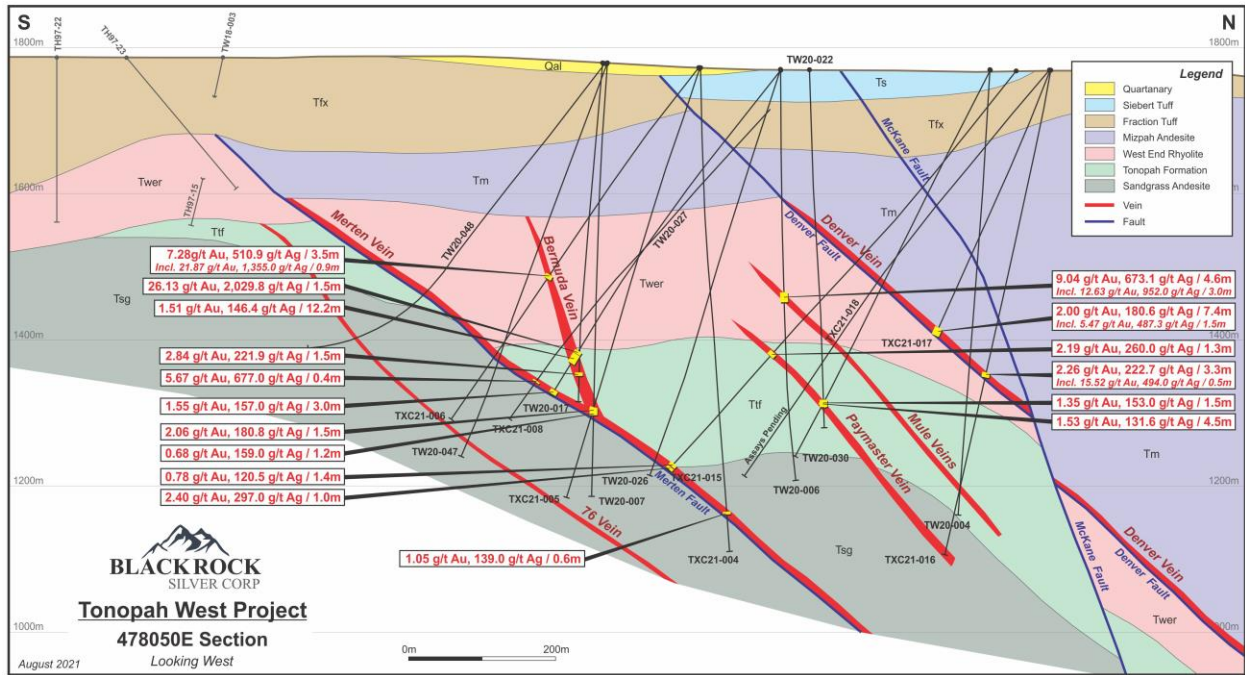 S
N
1800m
1800m
TH97-22
TH97-23
TW18-003
TW20-022
Qal
Ts
Tfx
Tfx
McKane Fault
Legend
Quartanary
Siebert Tuff
Fraction Tuff
Mizpah Andesite
West End Rhyolite
Tonopah Formation
Sandgrass Andesite
Vein
Fault
1600m
1600m
Twer
TH97-15
Tm
Tm
Ttf
Tsg
Merten Vein
TW20-048
Bermuda Vein
TW20-027
Twer
Denver Fault
Denver Vein
7.28g/t Au, 510.9 g/t Ag / 3.5m
Incl. 21.87 g/t Au, 1,355.0 g/t Ag / 0.9m
26.13 g/t Au, 2,029.8 g/t Ag / 1.5m
1.51 g/t Au, 146.4 g/t Ag / 12.2m
2.84 g/t Au, 221.9 g/t Ag / 1.5m
5.67 g/t Au, 677.0 g/t Ag / 0.4m
1.55 g/t Au, 157.0 g/t Ag / 3.0m
2.06 g/t Au, 180.8 g/t Ag / 1.5m
0.68 g/t Au, 159.0 g/t Ag / 1.2m
0.78 g/t Au, 120.5 g/t Ag / 1.4m
2.40 g/t Au, 297.0 g/t Ag / 1.0m
1.05 g/t Au, 139.0 g/t Ag / 0.6m
9.04 g/t Au, 673.1 g/t Ag / 4.6m
Incl. 12.63 g/t Au, 952.0 g/t Ag / 3.0m
2.00 g/t Au, 180.6 g/t Ag / 7.4m
Incl. 5.47 g/t Au, 487.3 g/t Ag / 1.5m
2.19 g/t Au, 260.0 g/t Ag / 1.3m
2.26 g/t Au, 222.7 g/t Ag / 3.3m
Incl. 15.52 g/t Au, 494.0 g/t Ag / 0.5m
1.35 g/t Au, 153.0 g/t Ag / 1.5m
1.53 g/t Au, 131.6 g/t Ag / 4.5m
1400m
1400m
TXC21-018
TXC21-017
TXC21-006
TXC21-008
TW20-017
TW20-047
Ttf
Assays Pending
TW20-030
Paymaster Vein
Mule Veins
Tm
1200m
1200m
TW20-026
TXC21-015
TW20-006
TXC21-005
TW20-007
Merten Fault
76 Vein
TW20-004
TXC21-004
Tsg
TXC21-016
McKane Fault
Denver Vein
Denver Fault
Twer
1000m
1000m
BLACKROCK
SILVER CORP
Tonopah West Project
478050E Section
Looking West
August 2021
0m
200m